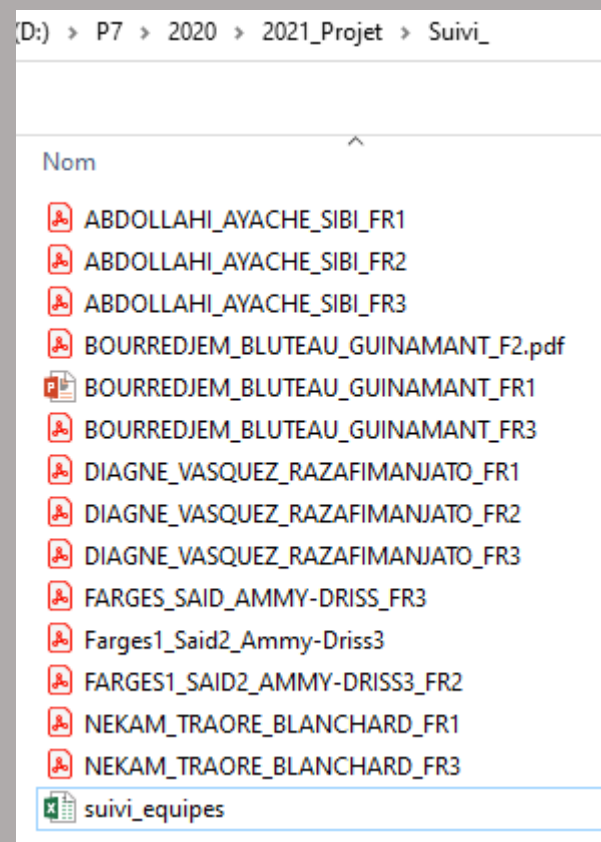 (D:) > P7 > 2020 > 2021_Projet > Suivi_
Nom
ABDOLLAHI_AYACHE_SIBI_FR1
ABDOLLAHI_AYACHE_SIBI_FR2
ABDOLLAHI_AYACHE_SIBI_FR3
BOURREDJEM_BLUTEAU_GUINAMANT_F2.pdf
BOURREDJEM_BLUTEAU_GUINAMANT_FR1
BOURREDJEM_BLUTEAU_GUINAMANT_FR3
DIAGNE_VASQUEZ_RAZAFIMANJATO_FR1
DIAGNE_VASQUEZ_RAZAFIMANJATO_FR2
DIAGNE_VASQUEZ_RAZAFIMANJATO_FR3
FARGES_SAID_AMMY-DRISS_FR3
Farges1_Said2_Ammy-Driss3
FARGES1_SAID2_AMMY-DRISS3_FR2
NEKAM_TRAORE_BLANCHARD_FR1
NEKAM_TRAORE_BLANCHARD_FR3
suivi_equipes